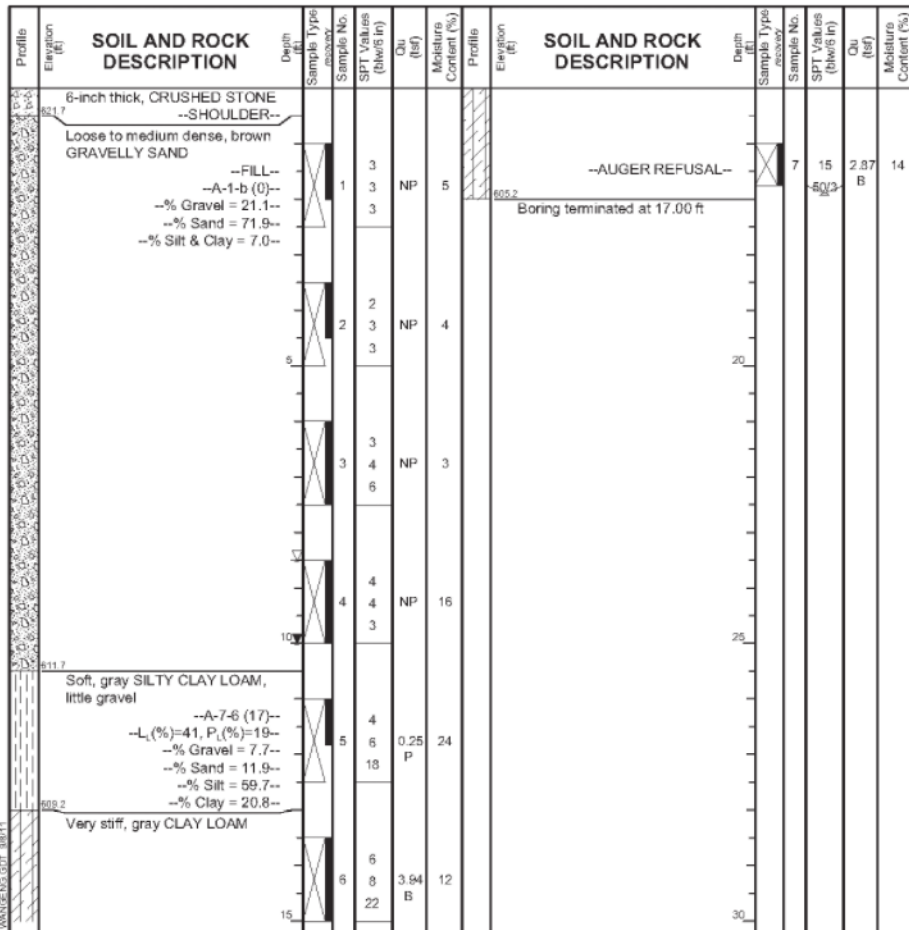 Profile
Elevation (ft)
SOIL AND ROCK
DESCRIPTION
Depth (ft)
Sample Type
recovery
Sample No.
SPT Values
(blw/6 in)
Qu
(tsf)
Moisture
Content (%)
6-inch thick, CRUSHED STONE
621.7
--SHOULDER--
Loose to medium dense, brown
GRAVELLY SAND
--FILL--
--A-1-b (0)--
--% Gravel = 21.1--
--% Sand = 71.9--
--% Silt & Clay = 7.0--
1
3
3
3
NP
5
2
2
3
3
NP
4
5
3
3
4
6
NP
3
4
4
4
3
NP
16
10
611.7
Soft, gray SILTY CLAY LOAM,
little gravel
--A-7-6 (17)--
--LL(%)=41, PL(%)=19--
--% Gravel = 7.7--
--% Sand = 11.9--
--% Silt = 59.7--
--% Clay = 20.8--
5
4
6
18
0.25
P
24
609.2
Very stiff, gray CLAY LOAM
6
6
8
22
3.94
B
12
15
Profile
Elevation (ft)
SOIL AND ROCK
DESCRIPTION
Depth (ft)
Sample Type
recovery
Sample No.
SPT Values
(blw/6 in)
Qu
(tsf)
Moisture
Content (%)
--AUGER REFUSAL--
7
15
50/3
2.87
B
14
605.2
Boring terminated at 17.00 ft
20
25
30